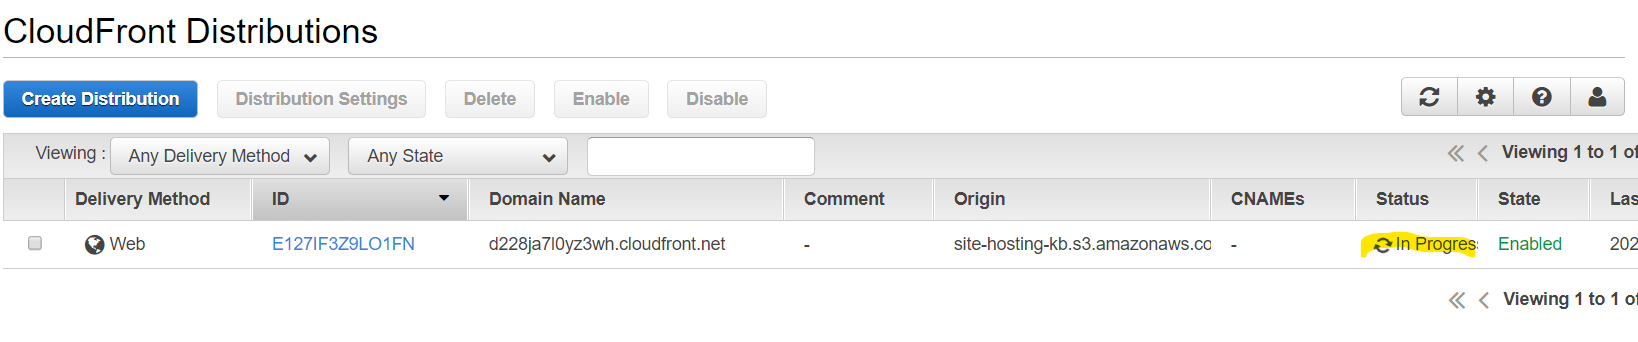 CloudFront Distributions
Create Distribution Distribution Settings Delete Enable Disable
Viewing : Any Delivery Method Any State Viewing 1 to 1 of
Delivery Method ID Domain Name Comment Origin CNAMEs Status State Las
Web E127IF3Z9LO1FN d228ja7l0yz3wh.cloudfront.net - site-hosting-kb.s3.amazonaws.co - In Progres Enabled 202
Viewing 1 to 1 of